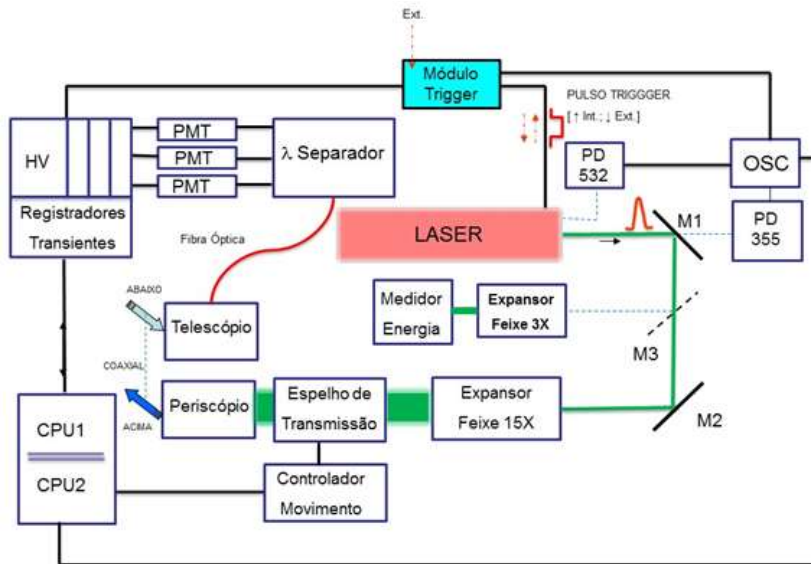 Ext.
Módulo
Trigger
PULSO TRIGGGER
[ ↑ Int.; ↓ Ext.]
HV
PMT
PMT
PMT
λ Separador
PD
532
OSC
Registradores
Transientes
Fibra Óptica
LASER
M1
PD
355
ABAIXO
Telescópio
Medidor
Energia
Expansor
Feixe 3X
M3
COAXIAL
ACIMA
Periscópio
Espelho de
Transmissão
Expansor
Feixe 15X
M2
CPU1
CPU2
Controlador
Movimento